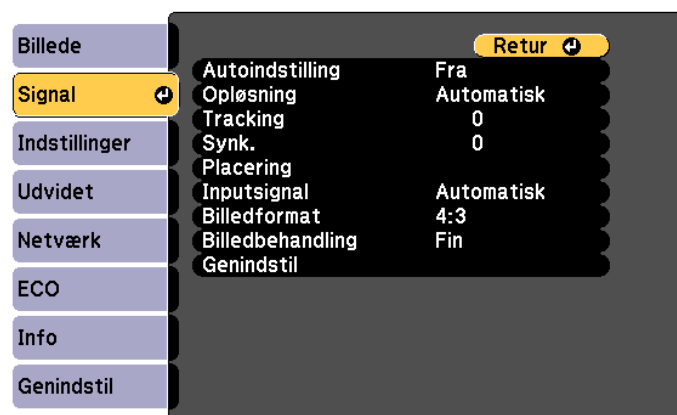 Billede
Signal
Indstillinger
Udvidet
Netværk
ECO
Info
Genindstil
Retur
Autoindstilling Fra
Opløsning Automatisk
Tracking 0
Synk. 0
Placering
Inputsignal Automatisk
Billedformat 4:3
Billedbehandling Fin
Genindstil